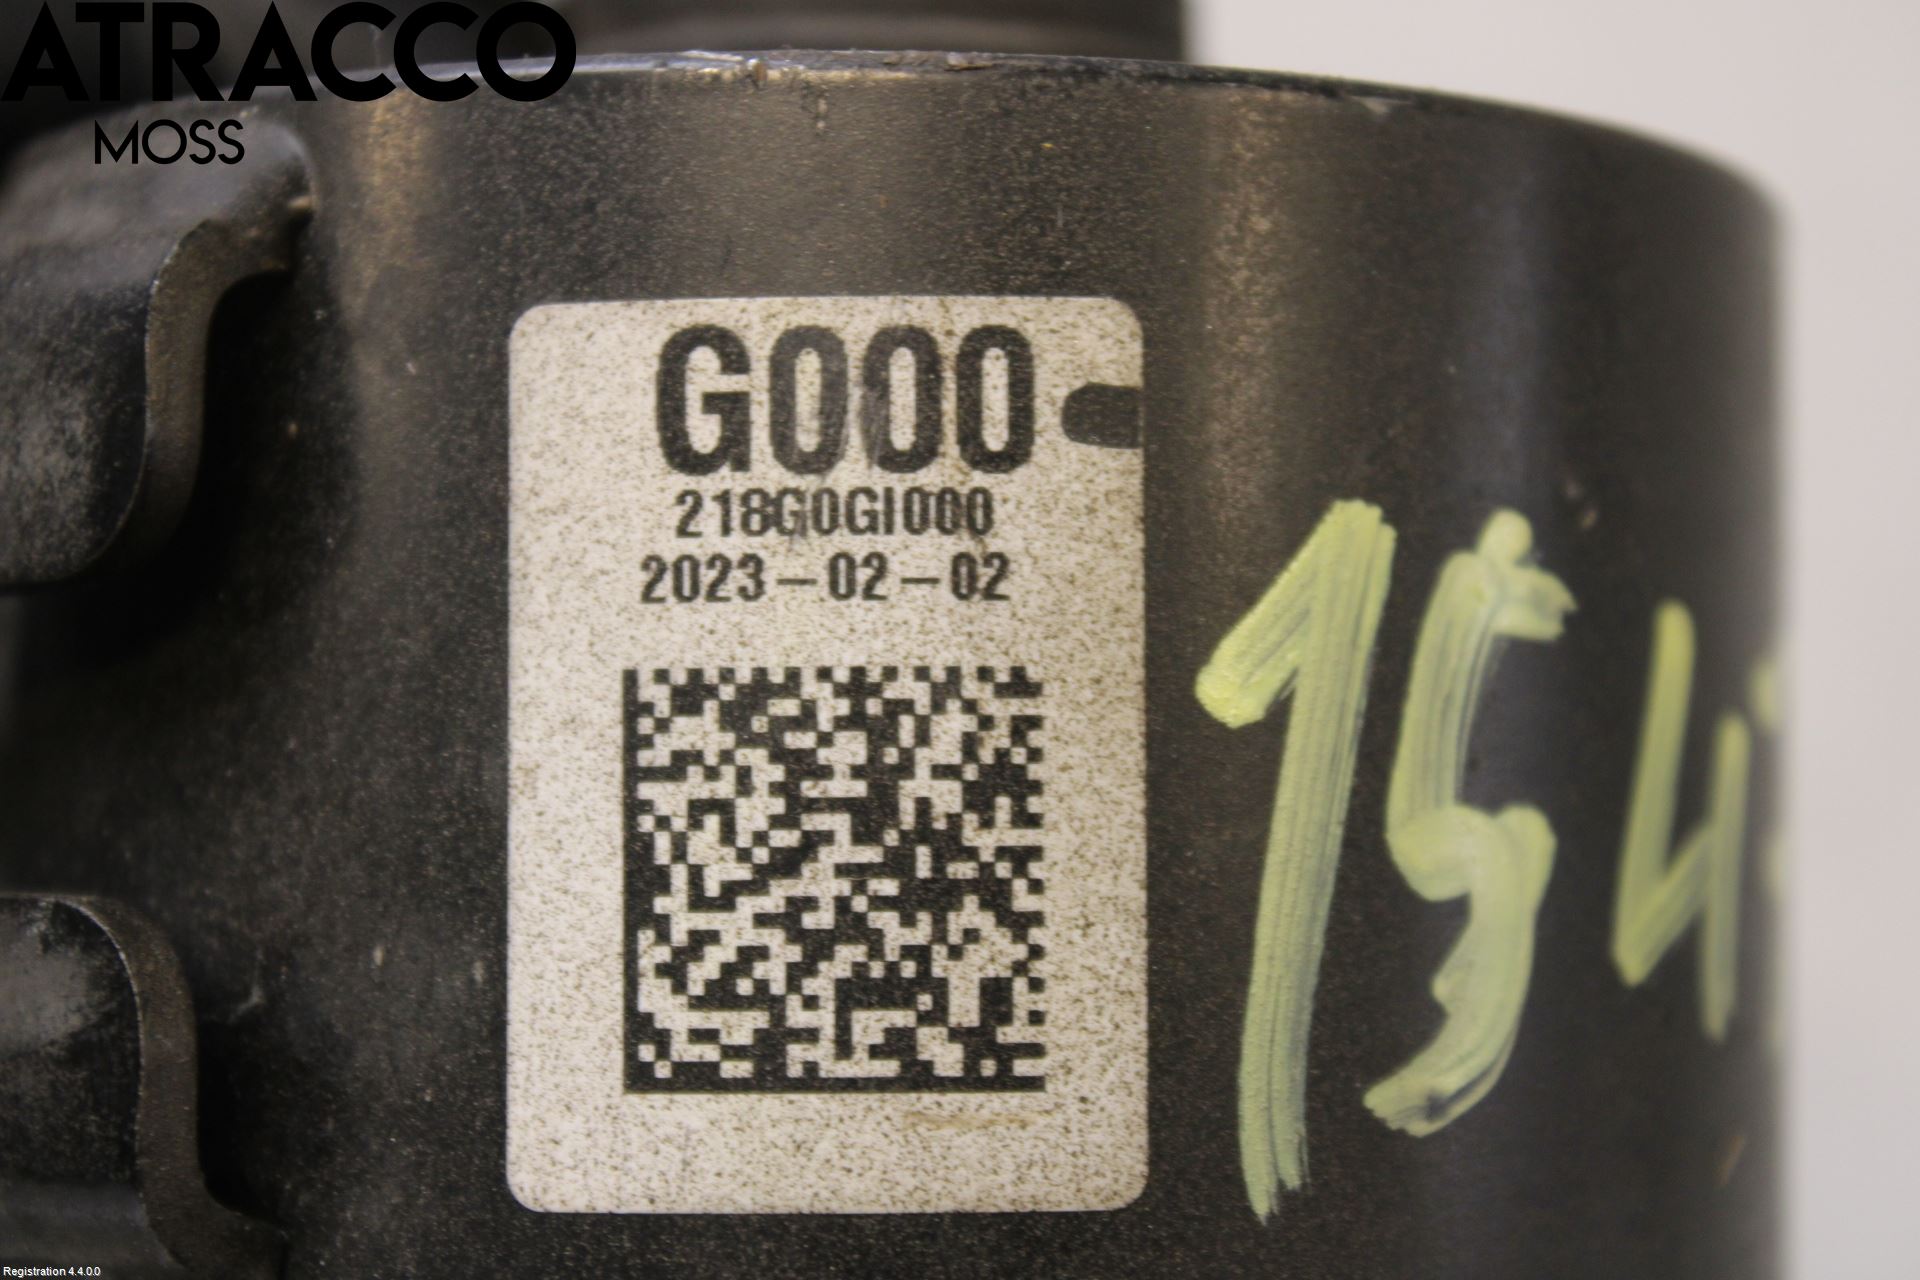 ATRACCO
MOSS
G000
218G0GI000
2023-02-02
154
Registration 4.4.0.0